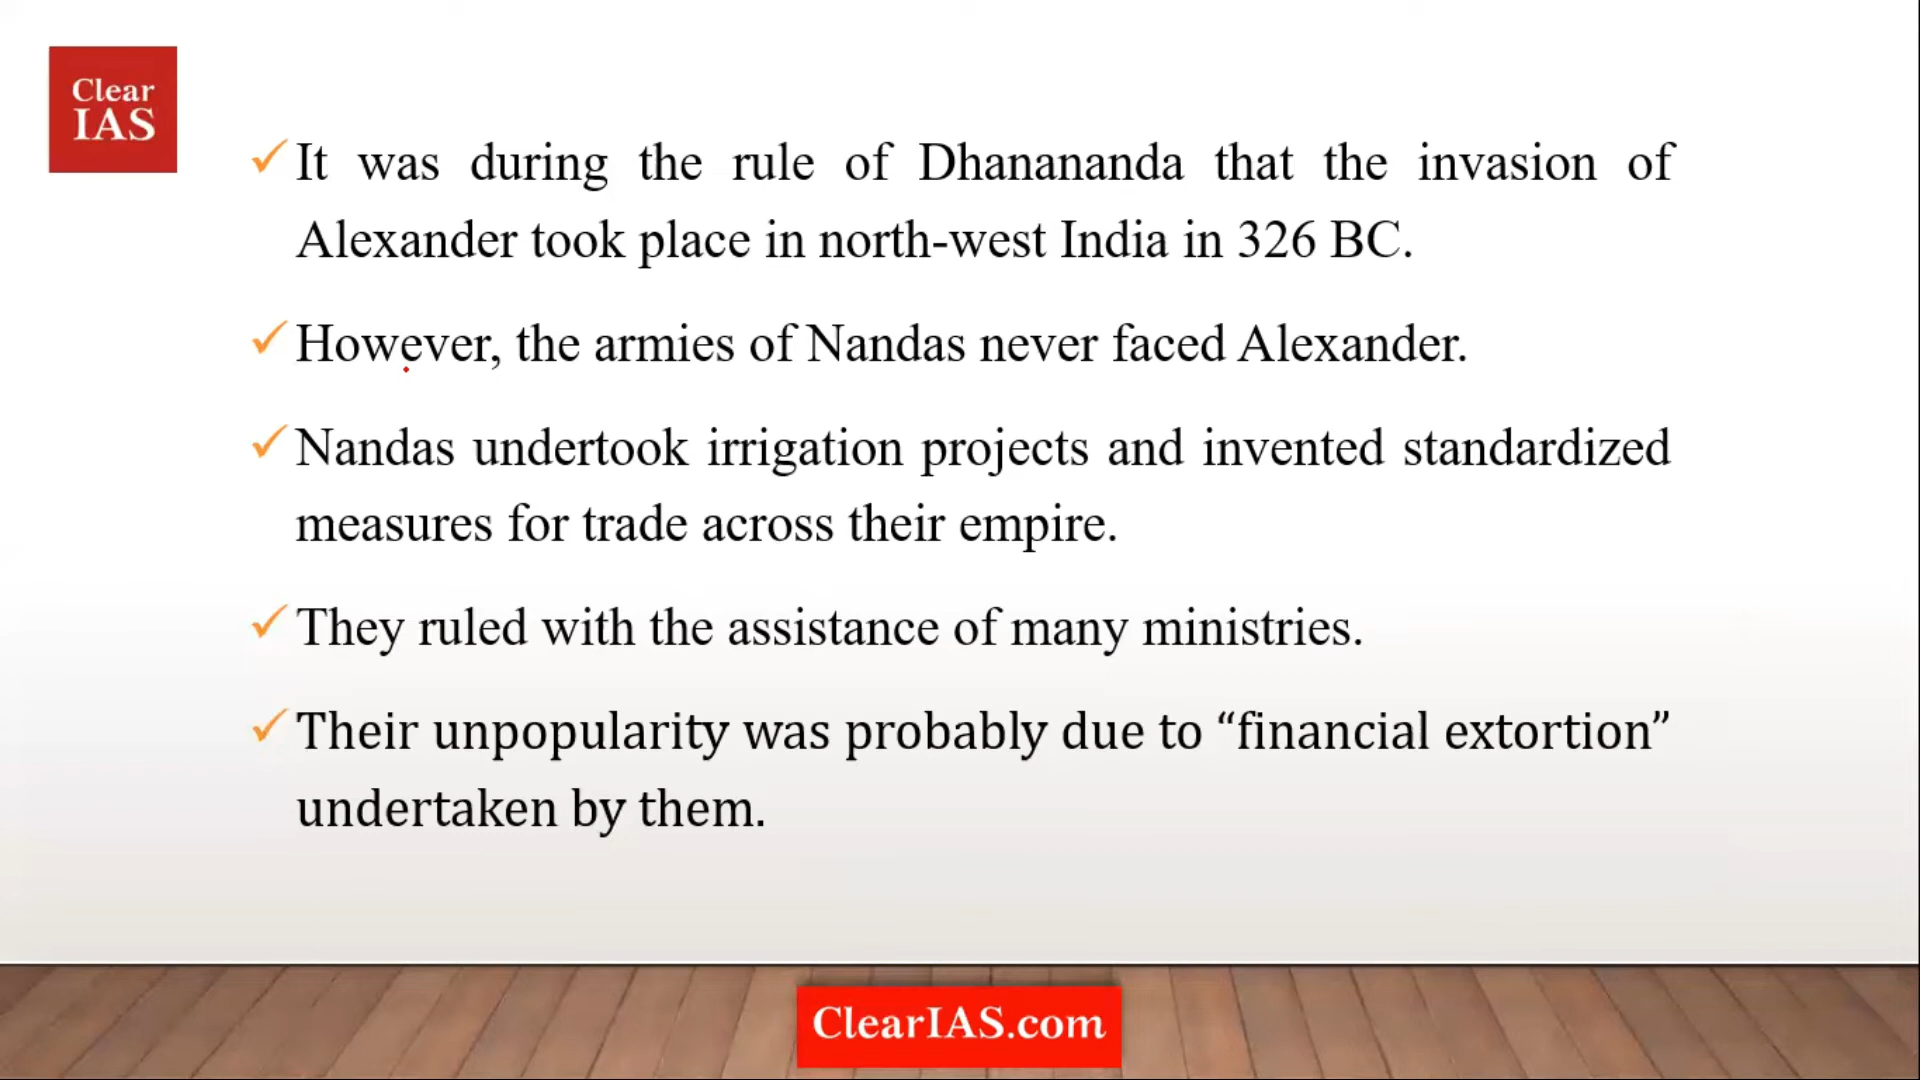 Clear
IAS
It was during the rule of Dhanananda that the invasion of
Alexander took place in north-west India in 326 BC.
However, the armies of Nandas never faced Alexander.
Nandas undertook irrigation projects and invented standardized
measures for trade across their empire.
They ruled with the assistance of many ministries.
Their unpopularity was probably due to “financial extortion”
undertaken by them.
ClearIAS.com